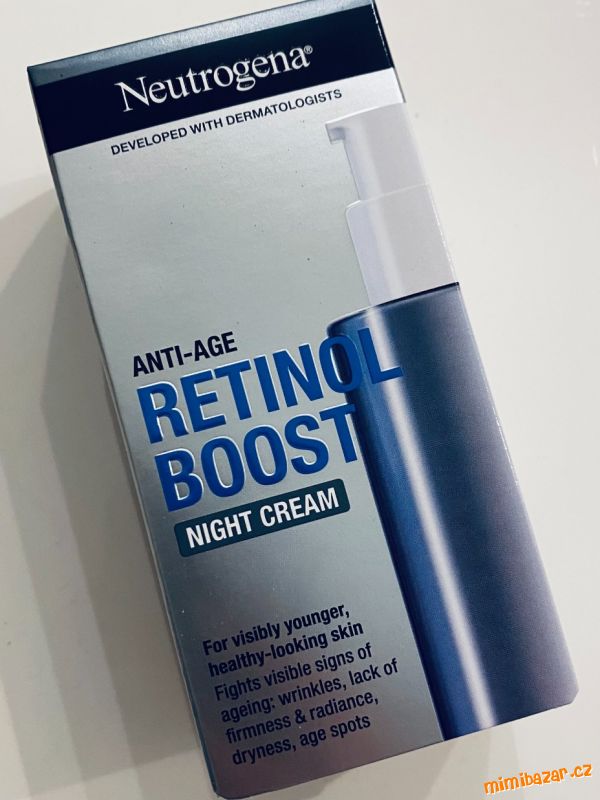 Neutrogena®
DEVELOPED WITH DERMATOLOGISTS
ANTI-AGE
RETINOL
BOOST
NIGHT CREAM
For visibly younger,
healthy-looking skin
Fights visible signs of
ageing: wrinkles, lack of
firmness & radiance,
dryness, age spots
mimibazar.cz